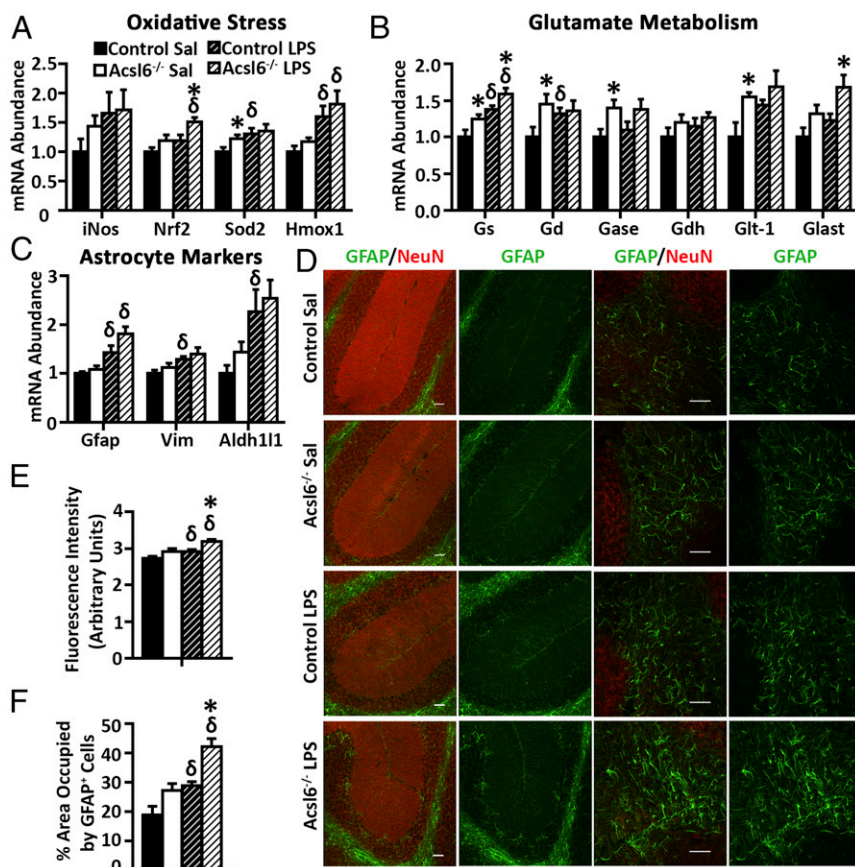 A
Oxidative Stress
Control Sal Control LPS
Acsl6-/- Sal Acsl6-/- LPS
mRNA Abundance
2.5
2.0
1.5
1.0
0
δ
*
δ
*
δ
δ
δ
iNos Nrf2 Sod2 Hmox1
B
Glutamate Metabolism
mRNA Abundance
2.0
1.5
1.0
0.0
*
δ
*
δ
*
δ
*
*
*
Gs Gd Gase Gdh Glt-1 Glast
C
Astrocyte Markers
mRNA Abundance
3
2
1
0
δ
δ
δ
δ
Gfap Vim Aldh1l1
D
GFAP/NeuN GFAP GFAP/NeuN GFAP
Control Sal
Acsl6-/- Sal
Control LPS
Acsl6-/- LPS
E
Fluorescence Intensity
(Arbitrary Units)
4
3
2
1
0
δ
*
δ
F
% Area Occupied
by GFAP+ Cells
50
40
30
20
10
0
δ
*
δ